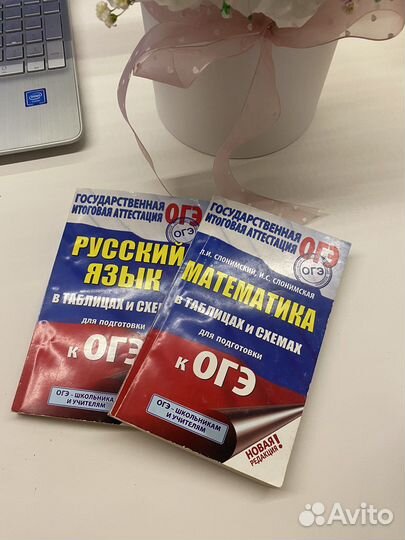 ГОСУДАРСТВЕННАЯ
ИТОГОВАЯ АТТЕСТАЦИЯ
ОГЭ
ОГЭ
РУССКИЙ
ЯЗЫК
В ТАБЛИЦАХ И СХЕМАХ
для подготовки
к ОГЭ
ОГЭ - ШКОЛЬНИКАМ
И УЧИТЕЛЯМ
ГОСУДАРСТВЕННАЯ
ИТОГОВАЯ АТТЕСТАЦИЯ
ОГЭ
ОГЭ
Л.И. СЛОНИМСКИЙ, И.С. СЛОНИМСКАЯ
МАТЕМАТИКА
В ТАБЛИЦАХ И СХЕМАХ
для подготовки
к ОГЭ
ОГЭ - ШКОЛЬНИКАМ
И УЧИТЕЛЯМ
НОВАЯ
РЕДАКЦИЯ!
intel
Avito